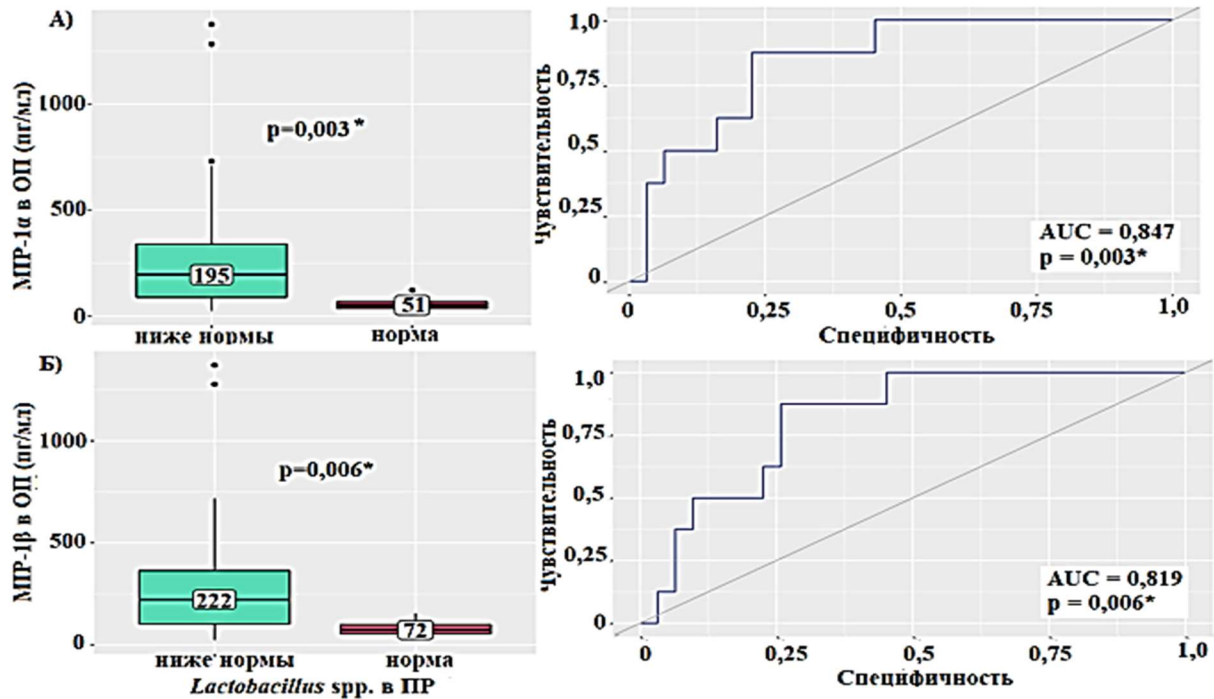 А)
MIP-1α в ОП (пг/мл)
1000
500
0
p=0,003 *
195
51
ниже нормы
норма
Чувствительность
1,0
0,75
0,5
0,25
0
AUC = 0,847
p = 0,003*
0
0,25
0,5
0,75
1,0
Специфичность
Б)
MIP-1β в ОП (пг/мл)
1000
500
0
p=0,006*
222
72
ниже нормы
норма
Lactobacillus spp. в ПР
Чувствительность
1,0
0,75
0,5
0,25
0
AUC = 0,819
p = 0,006*
0
0,25
0,5
0,75
1,0
Специфичность